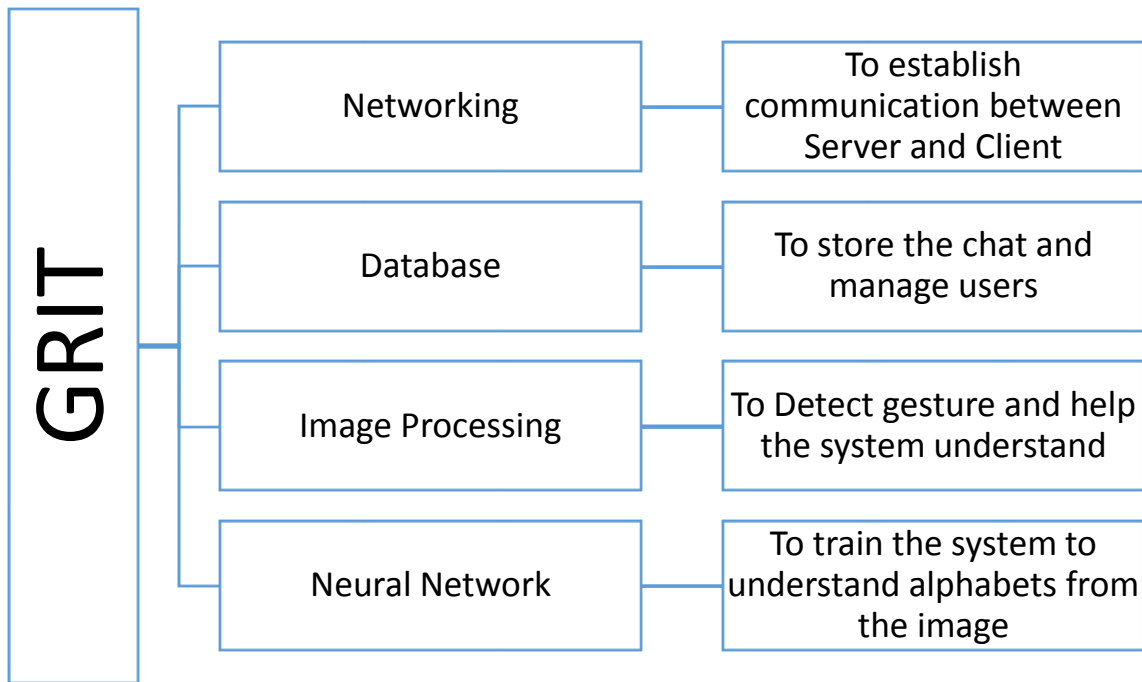 GRIT
Networking
To establish
communication between
Server and Client
Database
To store the chat and
manage users
Image Processing
To Detect gesture and help
the system understand
Neural Network
To train the system to
understand alphabets from
the image